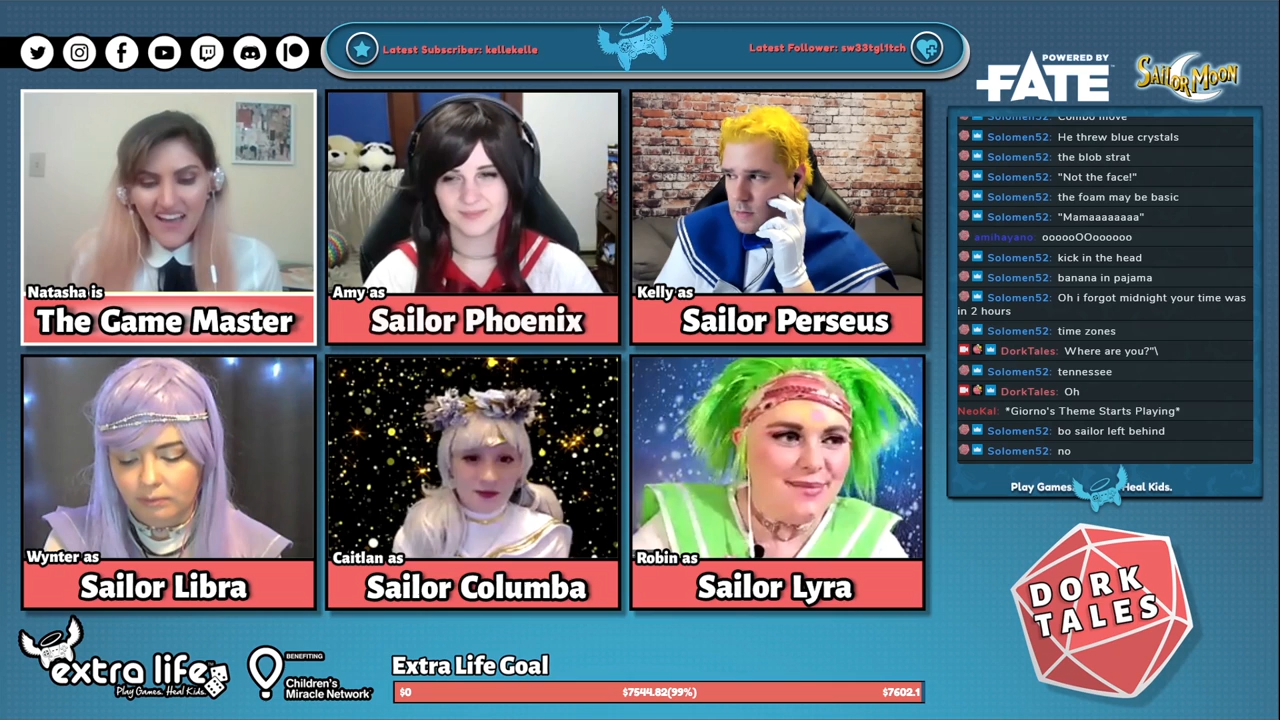 Latest Subscriber: kellekelle
Latest Follower: sw33tgl1tch
POWERED BY
FATE
SAILOR MOON
Natasha is
The Game Master
Amy as
Sailor Phoenix
Kelly as
Sailor Perseus
Wynter as
Sailor Libra
Caitlan as
Sailor Columba
Robin as
Sailor Lyra
Solomen52: Combo move
Solomen52: He threw blue crystals
Solomen52: the blob strat
Solomen52: "Not the face!"
Solomen52: the foam may be basic
Solomen52: "Mamaaaaaaaa"
amihayano: oooooOOoooooo
Solomen52: kick in the head
Solomen52: banana in pajama
Solomen52: Oh i forgot midnight your time was
in 2 hours
Solomen52: time zones
DorkTales: Where are you?"\
Solomen52: tennessee
DorkTales: Oh
NeoKal: *Giorno's Theme Starts Playing*
Solomen52: bo sailor left behind
Solomen52: no
Play Games. Heal Kids.
DORK
TALES
extra life
Play Games. Heal Kids.
BENEFITING
Children's
Miracle Network
Extra Life Goal
$0 $7544.82(99%) $7602.1